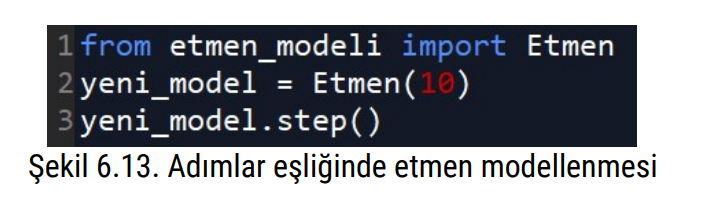 1 from etmen_modeli import Etmen
2 yeni_model = Etmen(10)
3 yeni_model.step()
Şekil 6.13. Adımlar eşliğinde etmen modellenmesi